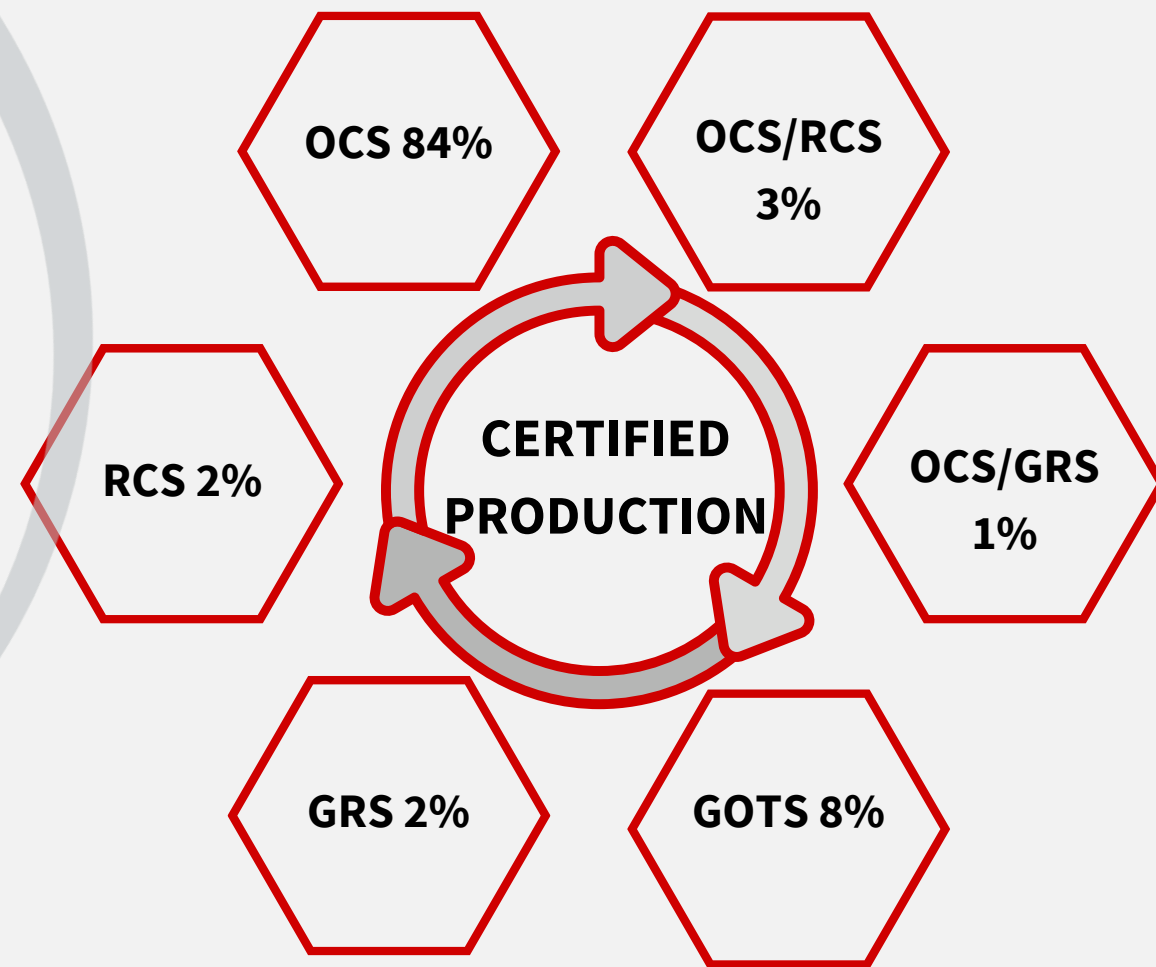 OCS 84%
OCS/RCS
3%
CERTIFIED
PRODUCTION
RCS 2%
OCS/GRS
1%
GRS 2%
GOTS 8%